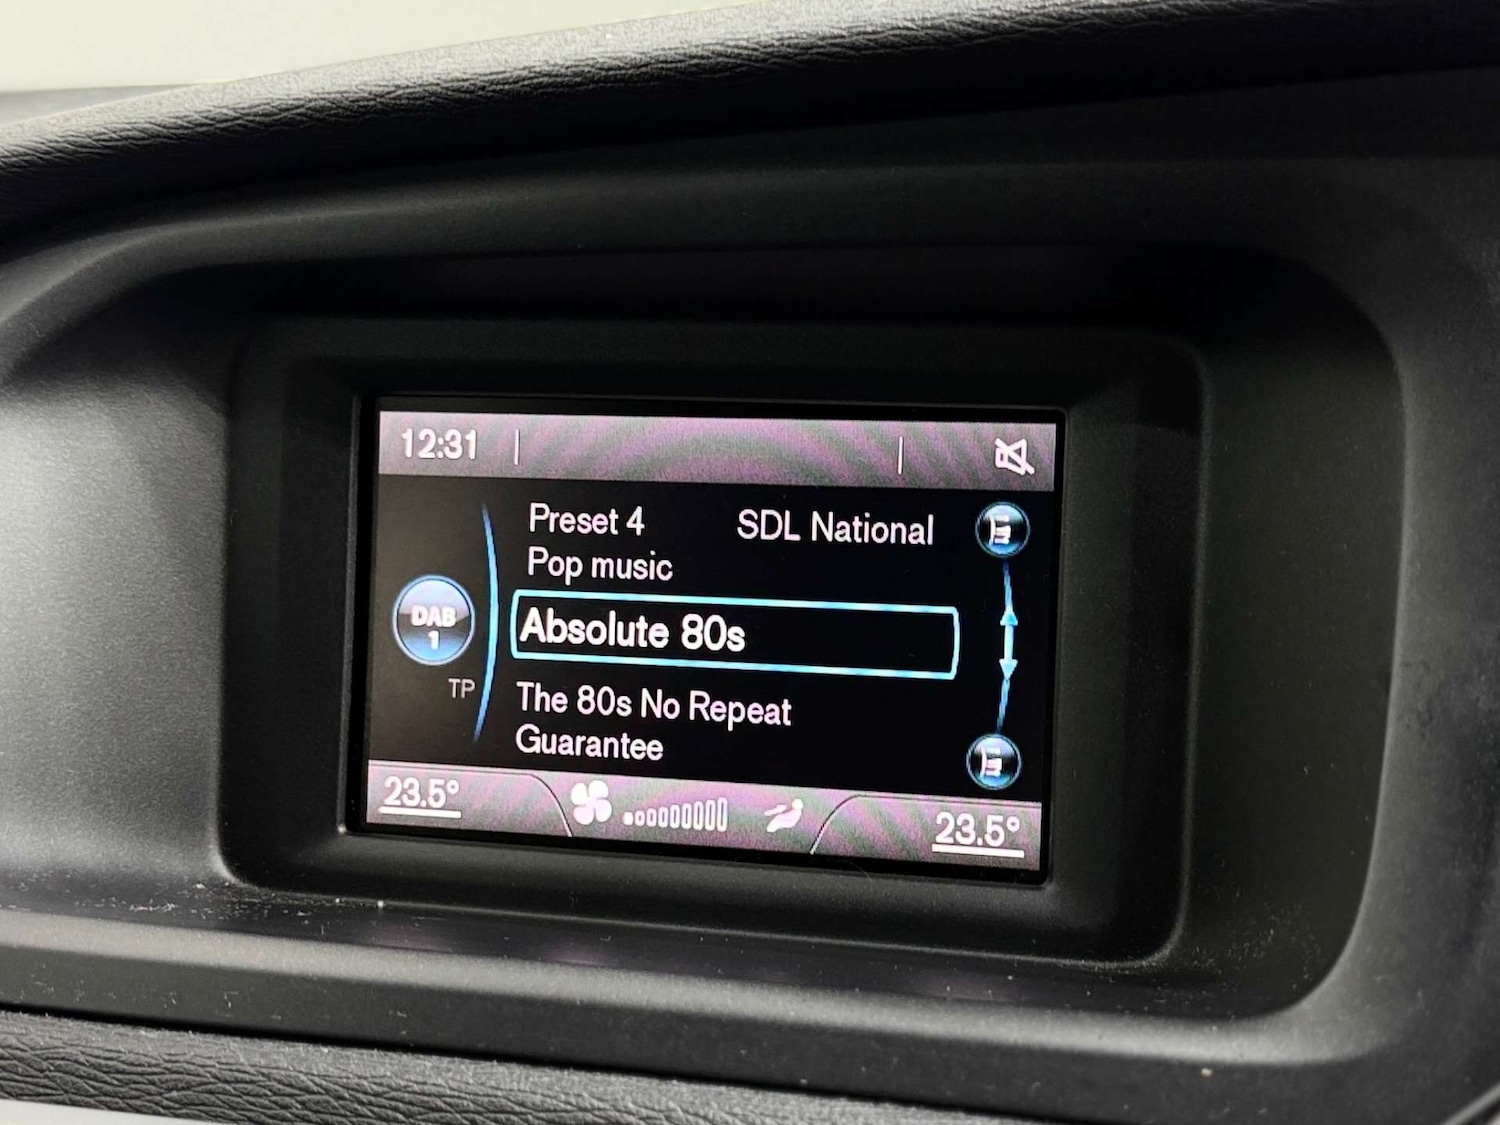 12:31
Preset 4 SDL National
Pop music
DAB
1
Absolute 80s
TP
The 80s No Repeat
Guarantee
23.5°
23.5°